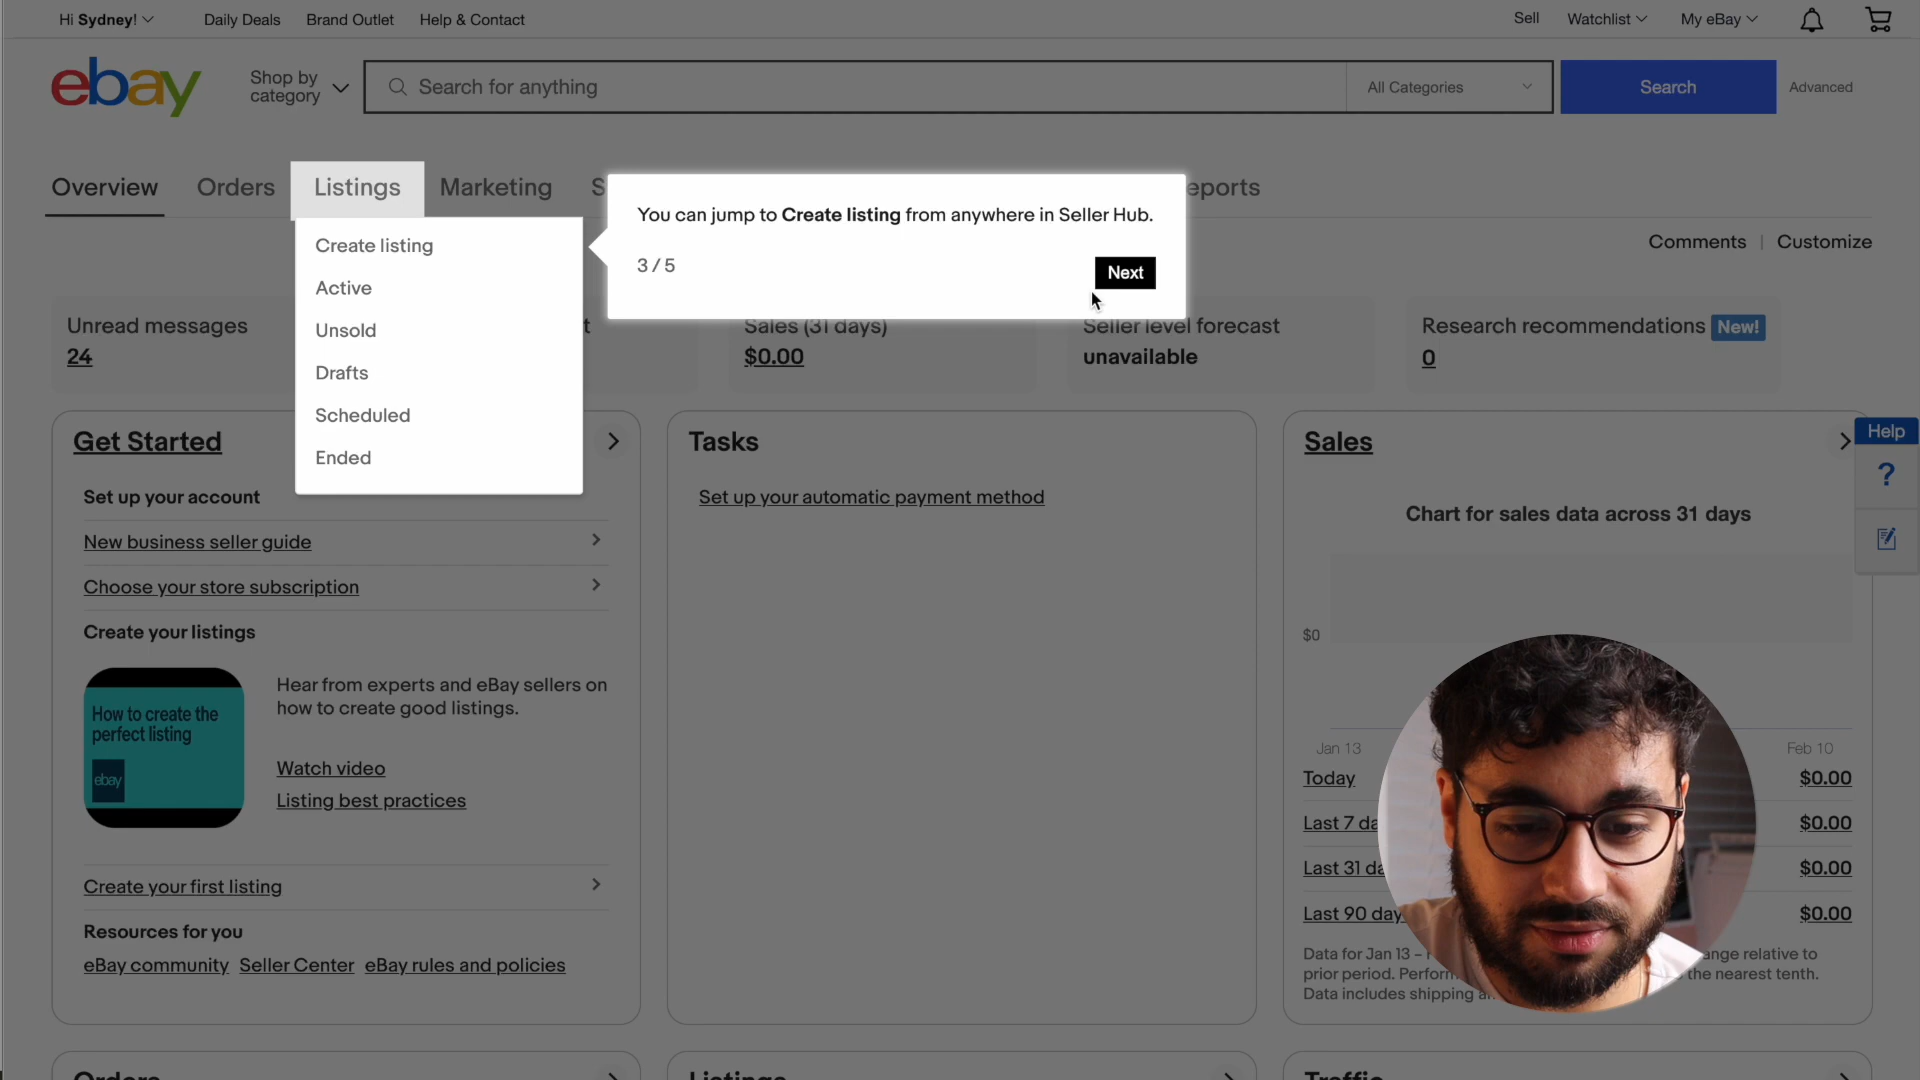 Hi Sydney!
Daily Deals
Brand Outlet
Help & Contact
Sell
Watchlist
My eBay
ebay
Shop by
category
Search for anything
All Categories
Search
Advanced
Overview
Orders
Listings
Marketing
S
eports
You can jump to Create listing from anywhere in Seller Hub.
3 / 5
Next
Create listing
Active
Unsold
Drafts
Scheduled
Ended
Comments
Customize
Unread messages
24
t
Sales (31 days)
$0.00
Seller level forecast
unavailable
Research recommendations New!
0
Get Started
Set up your account
New business seller guide
Choose your store subscription
Create your listings
How to create the
perfect listing
ebay
Hear from experts and eBay sellers on
how to create good listings.
Watch video
Listing best practices
Create your first listing
Resources for you
eBay community Seller Center eBay rules and policies
Tasks
Set up your automatic payment method
Sales
Chart for sales data across 31 days
$0
Jan 13
Feb 10
Today $0.00
Last 7 da $0.00
Last 31 da $0.00
Last 90 day $0.00
Data for Jan 13 – ange relative to
prior period. Perform the nearest tenth.
Data includes shipping a
Help
?
Orders
Listings
Traffic